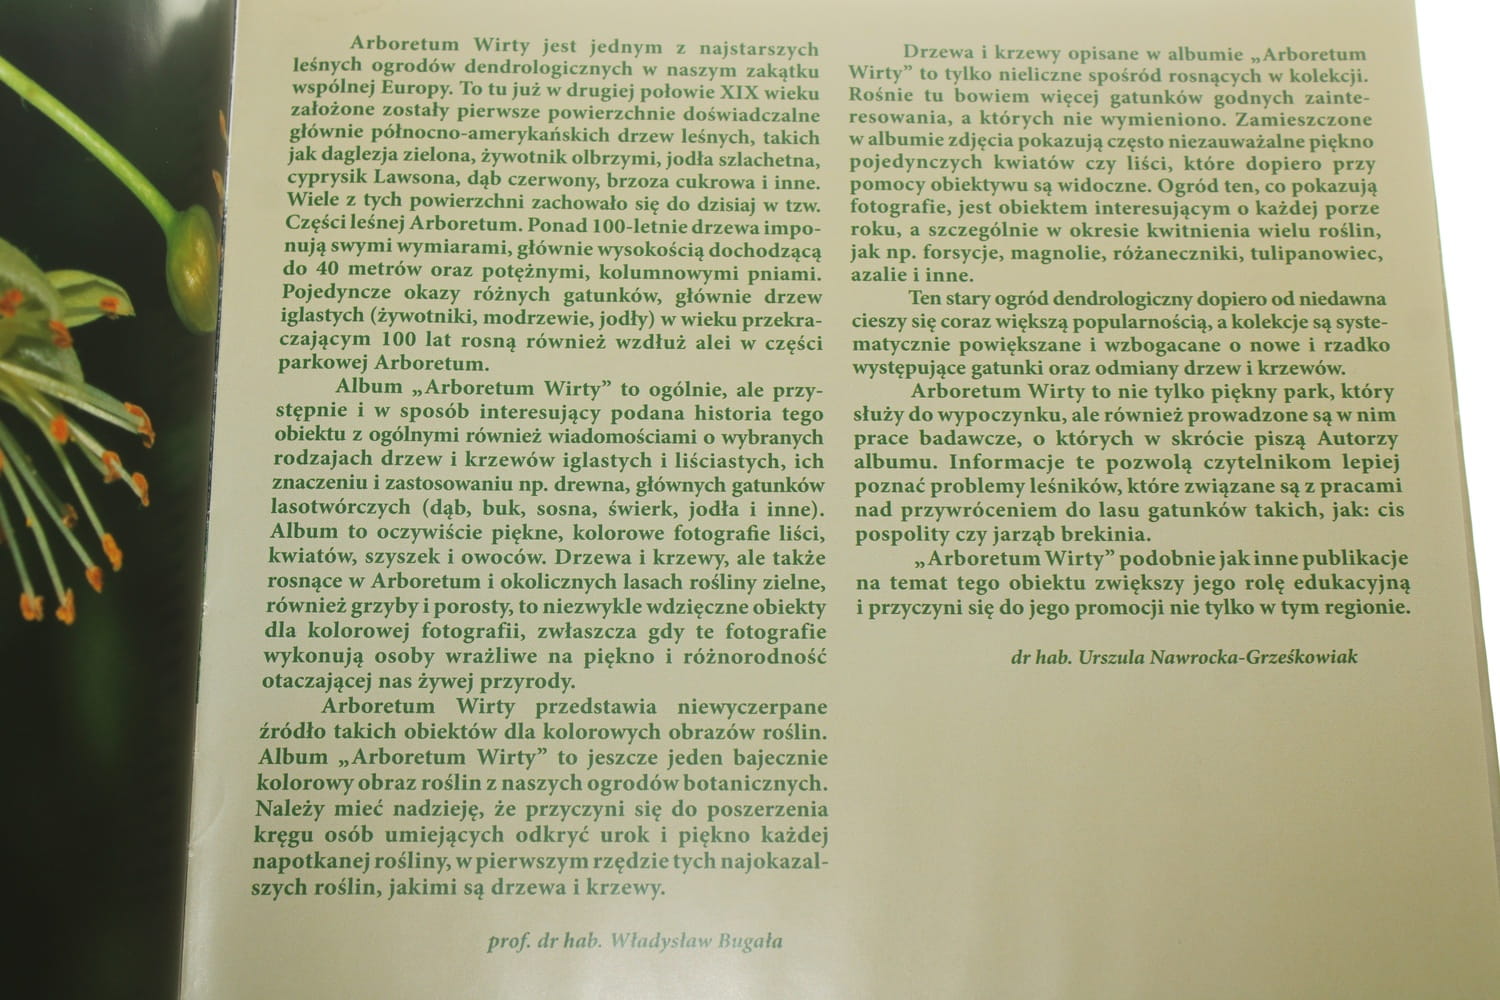 Arboretum Wirty jest jednym z najstarszych
leśnych ogrodów dendrologicznych w naszym zakątku
wspólnej Europy. To tu już w drugiej połowie XIX wieku
założone zostały pierwsze powierzchnie doświadczalne
głównie północno-amerykańskich drzew leśnych, takich
jak daglezja zielona, żywotnik olbrzymi, jodła szlachetna,
cyprysik Lawsona, dąb czerwony, brzoza cukrowa i inne.
Wiele z tych powierzchni zachowało się do dzisiaj w tzw.
Części leśnej Arboretum. Ponad 100-letnie drzewa impo-
nują swymi wymiarami, głównie wysokością dochodzącą
do 40 metrów oraz potężnymi, kolumnowymi pniami.
Pojedyncze okazy różnych gatunków, głównie drzew
iglastych (żywotniki, modrzewie, jodły) w wieku przekra-
czającym 100 lat rosną również wzdłuż alei w części
parkowej Arboretum.
Album „Arboretum Wirty” to ogólnie, ale przy-
stępnie i w sposób interesujący podana historia tego
obiektu z ogólnymi również wiadomościami o wybranych
rodzajach drzew i krzewów iglastych i liściastych, ich
znaczeniu i zastosowaniu np. drewna, głównych gatunków
lasotwórczych (dąb, buk, sosna, świerk, jodła i inne).
Album to oczywiście piękne, kolorowe fotografie liści,
kwiatów, szyszek i owoców. Drzewa i krzewy, ale także
rosnące w Arboretum i okolicznych lasach rośliny zielne,
również grzyby i porosty, to niezwykle wdzięczne obiekty
dla kolorowej fotografii, zwłaszcza gdy te fotografie
wykonują osoby wrażliwe na piękno i różnorodność
otaczającej nas żywej przyrody.
Arboretum Wirty przedstawia niewyczerpane
źródło takich obiektów dla kolorowych obrazów roślin.
Album „Arboretum Wirty” to jeszcze jeden bajecznie
kolorowy obraz roślin z naszych ogrodów botanicznych.
Należy mieć nadzieję, że przyczyni się do poszerzenia
kręgu osób umiejących odkryć urok i piękno każdej
napotkanej rośliny, w pierwszym rzędzie tych najokazal-
szych roślin, jakimi są drzewa i krzewy.
prof. dr hab. Władysław Bugała
Drzewa i krzewy opisane w albumie „Arboretum
Wirty” to tylko nieliczne spośród rosnących w kolekcji.
Rośnie tu bowiem więcej gatunków godnych zainte-
resowania, a których nie wymieniono. Zamieszczone
w albumie zdjęcia pokazują często niezauważalne piękno
pojedynczych kwiatów czy liści, które dopiero przy
pomocy obiektywu są widoczne. Ogród ten, co pokazują
fotografie, jest obiektem interesującym o każdej porze
roku, a szczególnie w okresie kwitnienia wielu roślin,
jak np. forsycje, magnolie, różaneczniki, tulipanowiec,
azalie i inne.
Ten stary ogród dendrologiczny dopiero od niedawna
cieszy się coraz większą popularnością, a kolekcje są syste-
matycznie powiększane i wzbogacane o nowe i rzadko
występujące gatunki oraz odmiany drzew i krzewów.
Arboretum Wirty to nie tylko piękny park, który
służy do wypoczynku, ale również prowadzone są w nim
prace badawcze, o których w skrócie piszą Autorzy
albumu. Informacje te pozwolą czytelnikom lepiej
poznać problemy leśników, które związane są z pracami
nad przywróceniem do lasu gatunków takich, jak: cis
pospolity czy jarząb brekinia.
„Arboretum Wirty” podobnie jak inne publikacje
na temat tego obiektu zwiększy jego rolę edukacyjną
i przyczyni się do jego promocji nie tylko w tym regionie.
dr hab. Urszula Nawrocka-Grześkowiak